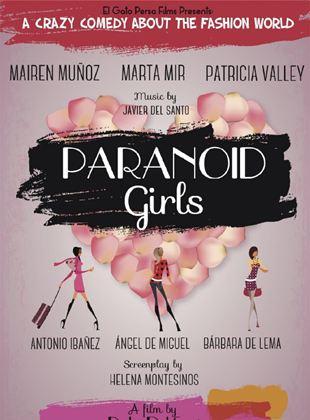 El Gato Persa Films Presents:
A CRAZY COMEDY ABOUT THE FASHION WORLD
MAIREN MUÑOZ MARTA MIR PATRICIA VALLEY
Music by
JAVIER DEL SANTO
PARANOID
Girls
ANTONIO IBAÑEZ ÁNGEL DE MIGUEL BÁRBARA DE LEMA
Screenplay by
HELENA MONTESINOS
A film by